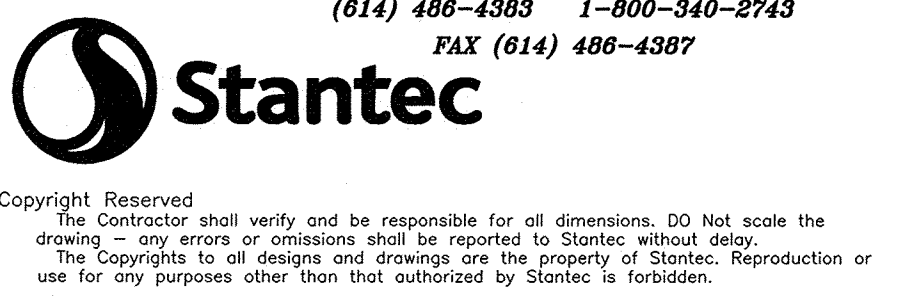 (614) 486-4383 1-800-340-2743
FAX (614) 486-4387
Stantec
Copyright Reserved
The Contractor shall verify and be responsible for all dimensions. DO Not scale the
drawing - any errors or omissions shall be reported to Stantec without delay.
The Copyrights to all designs and drawings are the property of Stantec. Reproduction or
use for any purposes other than that authorized by Stantec is forbidden.